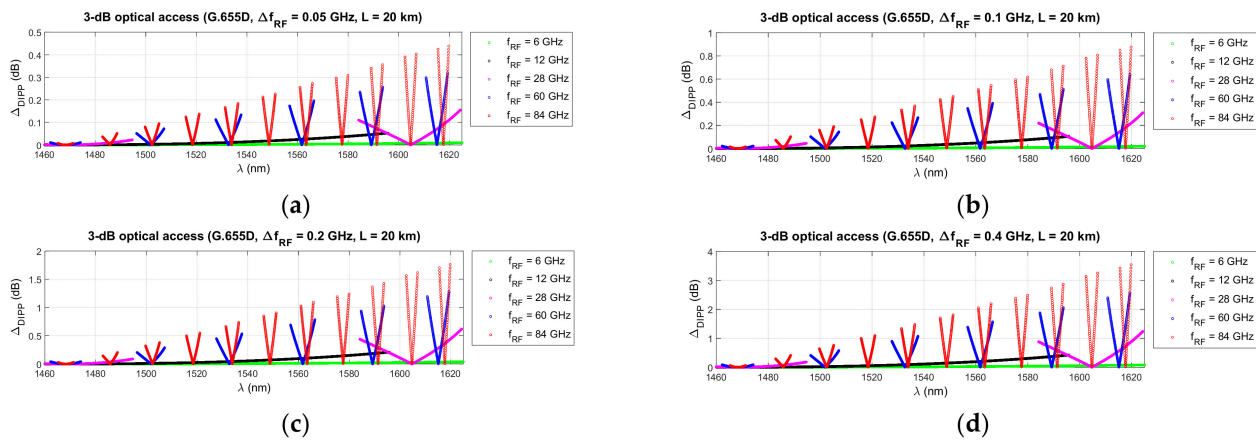 3-dB optical access (G.655D, Δf_RF = 0.05 GHz, L = 20 km)
Δ_DIPP (dB)
0.5
0.4
0.3
0.2
0.1
0
1460 1480 1500 1520 1540 1560 1580 1600 1620
λ (nm)
f_RF = 6 GHz
f_RF = 12 GHz
f_RF = 28 GHz
f_RF = 60 GHz
f_RF = 84 GHz
(a)
3-dB optical access (G.655D, Δf_RF = 0.1 GHz, L = 20 km)
Δ_DIPP (dB)
1
0.8
0.6
0.4
0.2
0
1460 1480 1500 1520 1540 1560 1580 1600 1620
λ (nm)
f_RF = 6 GHz
f_RF = 12 GHz
f_RF = 28 GHz
f_RF = 60 GHz
f_RF = 84 GHz
(b)
3-dB optical access (G.655D, Δf_RF = 0.2 GHz, L = 20 km)
Δ_DIPP (dB)
2
1.5
1
0.5
0
1460 1480 1500 1520 1540 1560 1580 1600 1620
λ (nm)
f_RF = 6 GHz
f_RF = 12 GHz
f_RF = 28 GHz
f_RF = 60 GHz
f_RF = 84 GHz
(c)
3-dB optical access (G.655D, Δf_RF = 0.4 GHz, L = 20 km)
Δ_DIPP (dB)
4
3
2
1
0
1460 1480 1500 1520 1540 1560 1580 1600 1620
λ (nm)
f_RF = 6 GHz
f_RF = 12 GHz
f_RF = 28 GHz
f_RF = 60 GHz
f_RF = 84 GHz
(d)